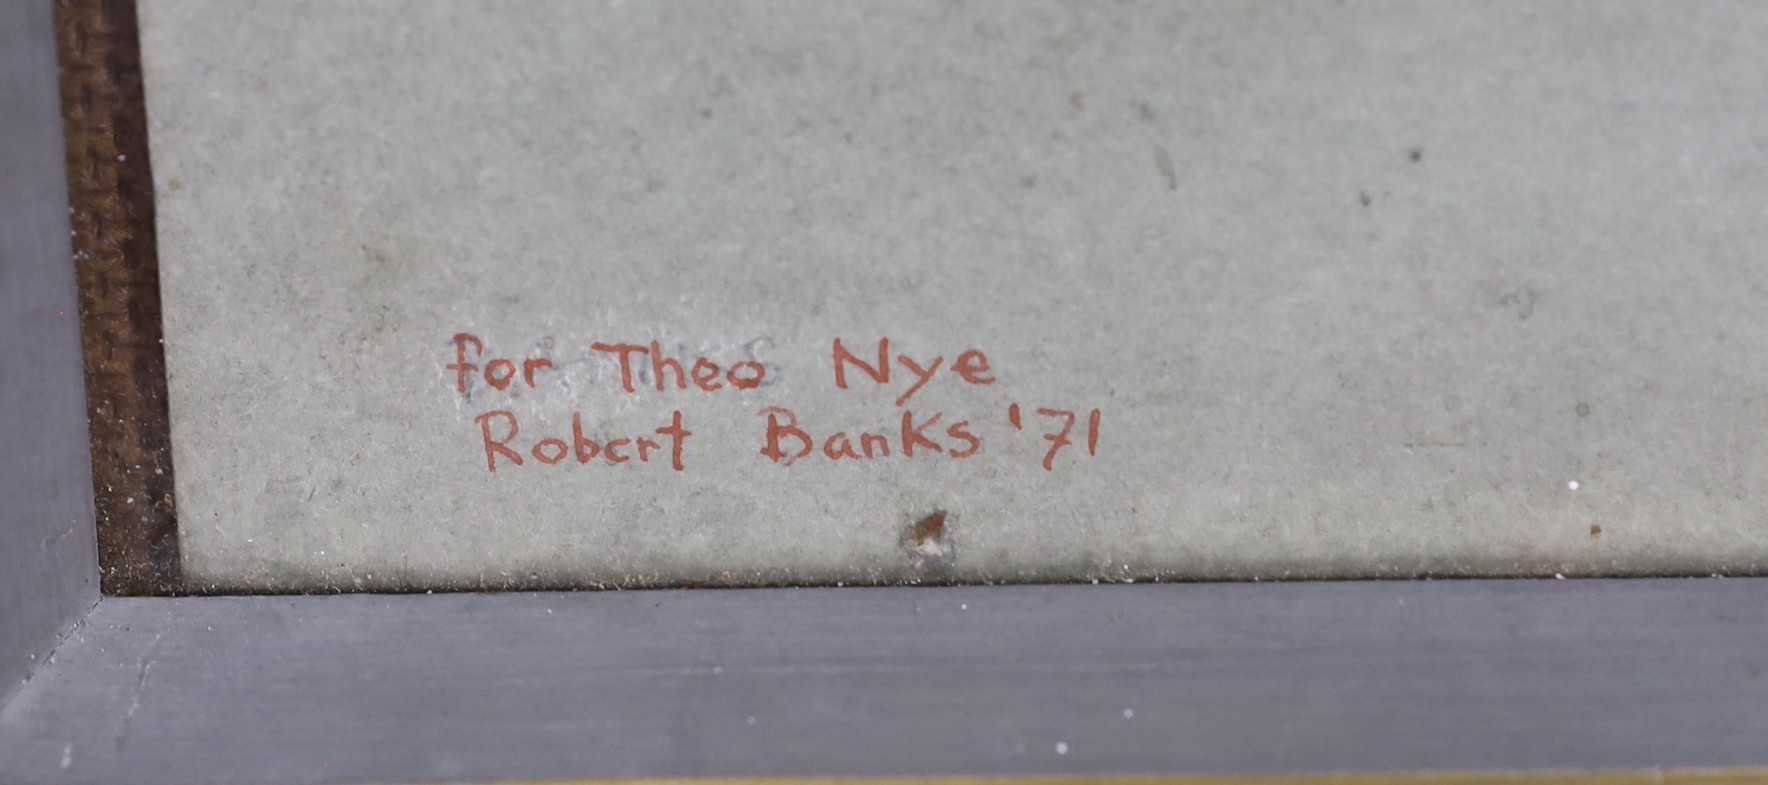 for Theo Nye
Robert Banks '71